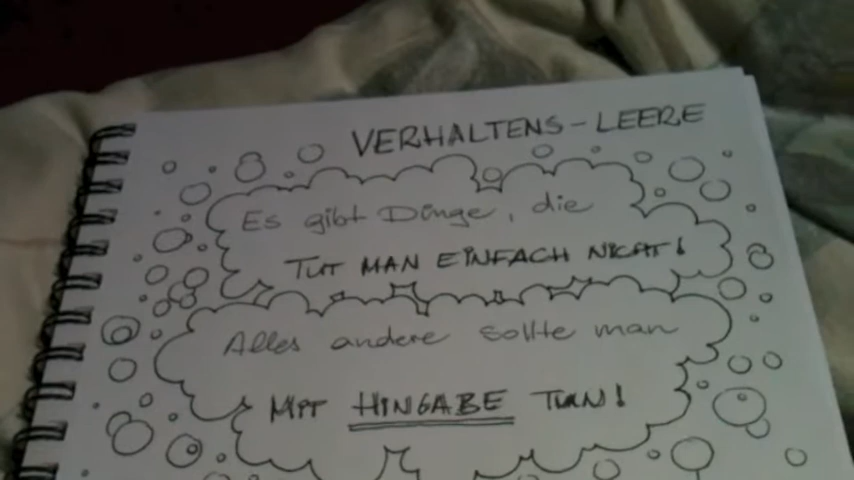 VERHALTENS-LEERE
Es gibt Dinge, die
TUT MAN EINFACH NICHT!
Alles andere sollte man
MIT HINGABE TUN!